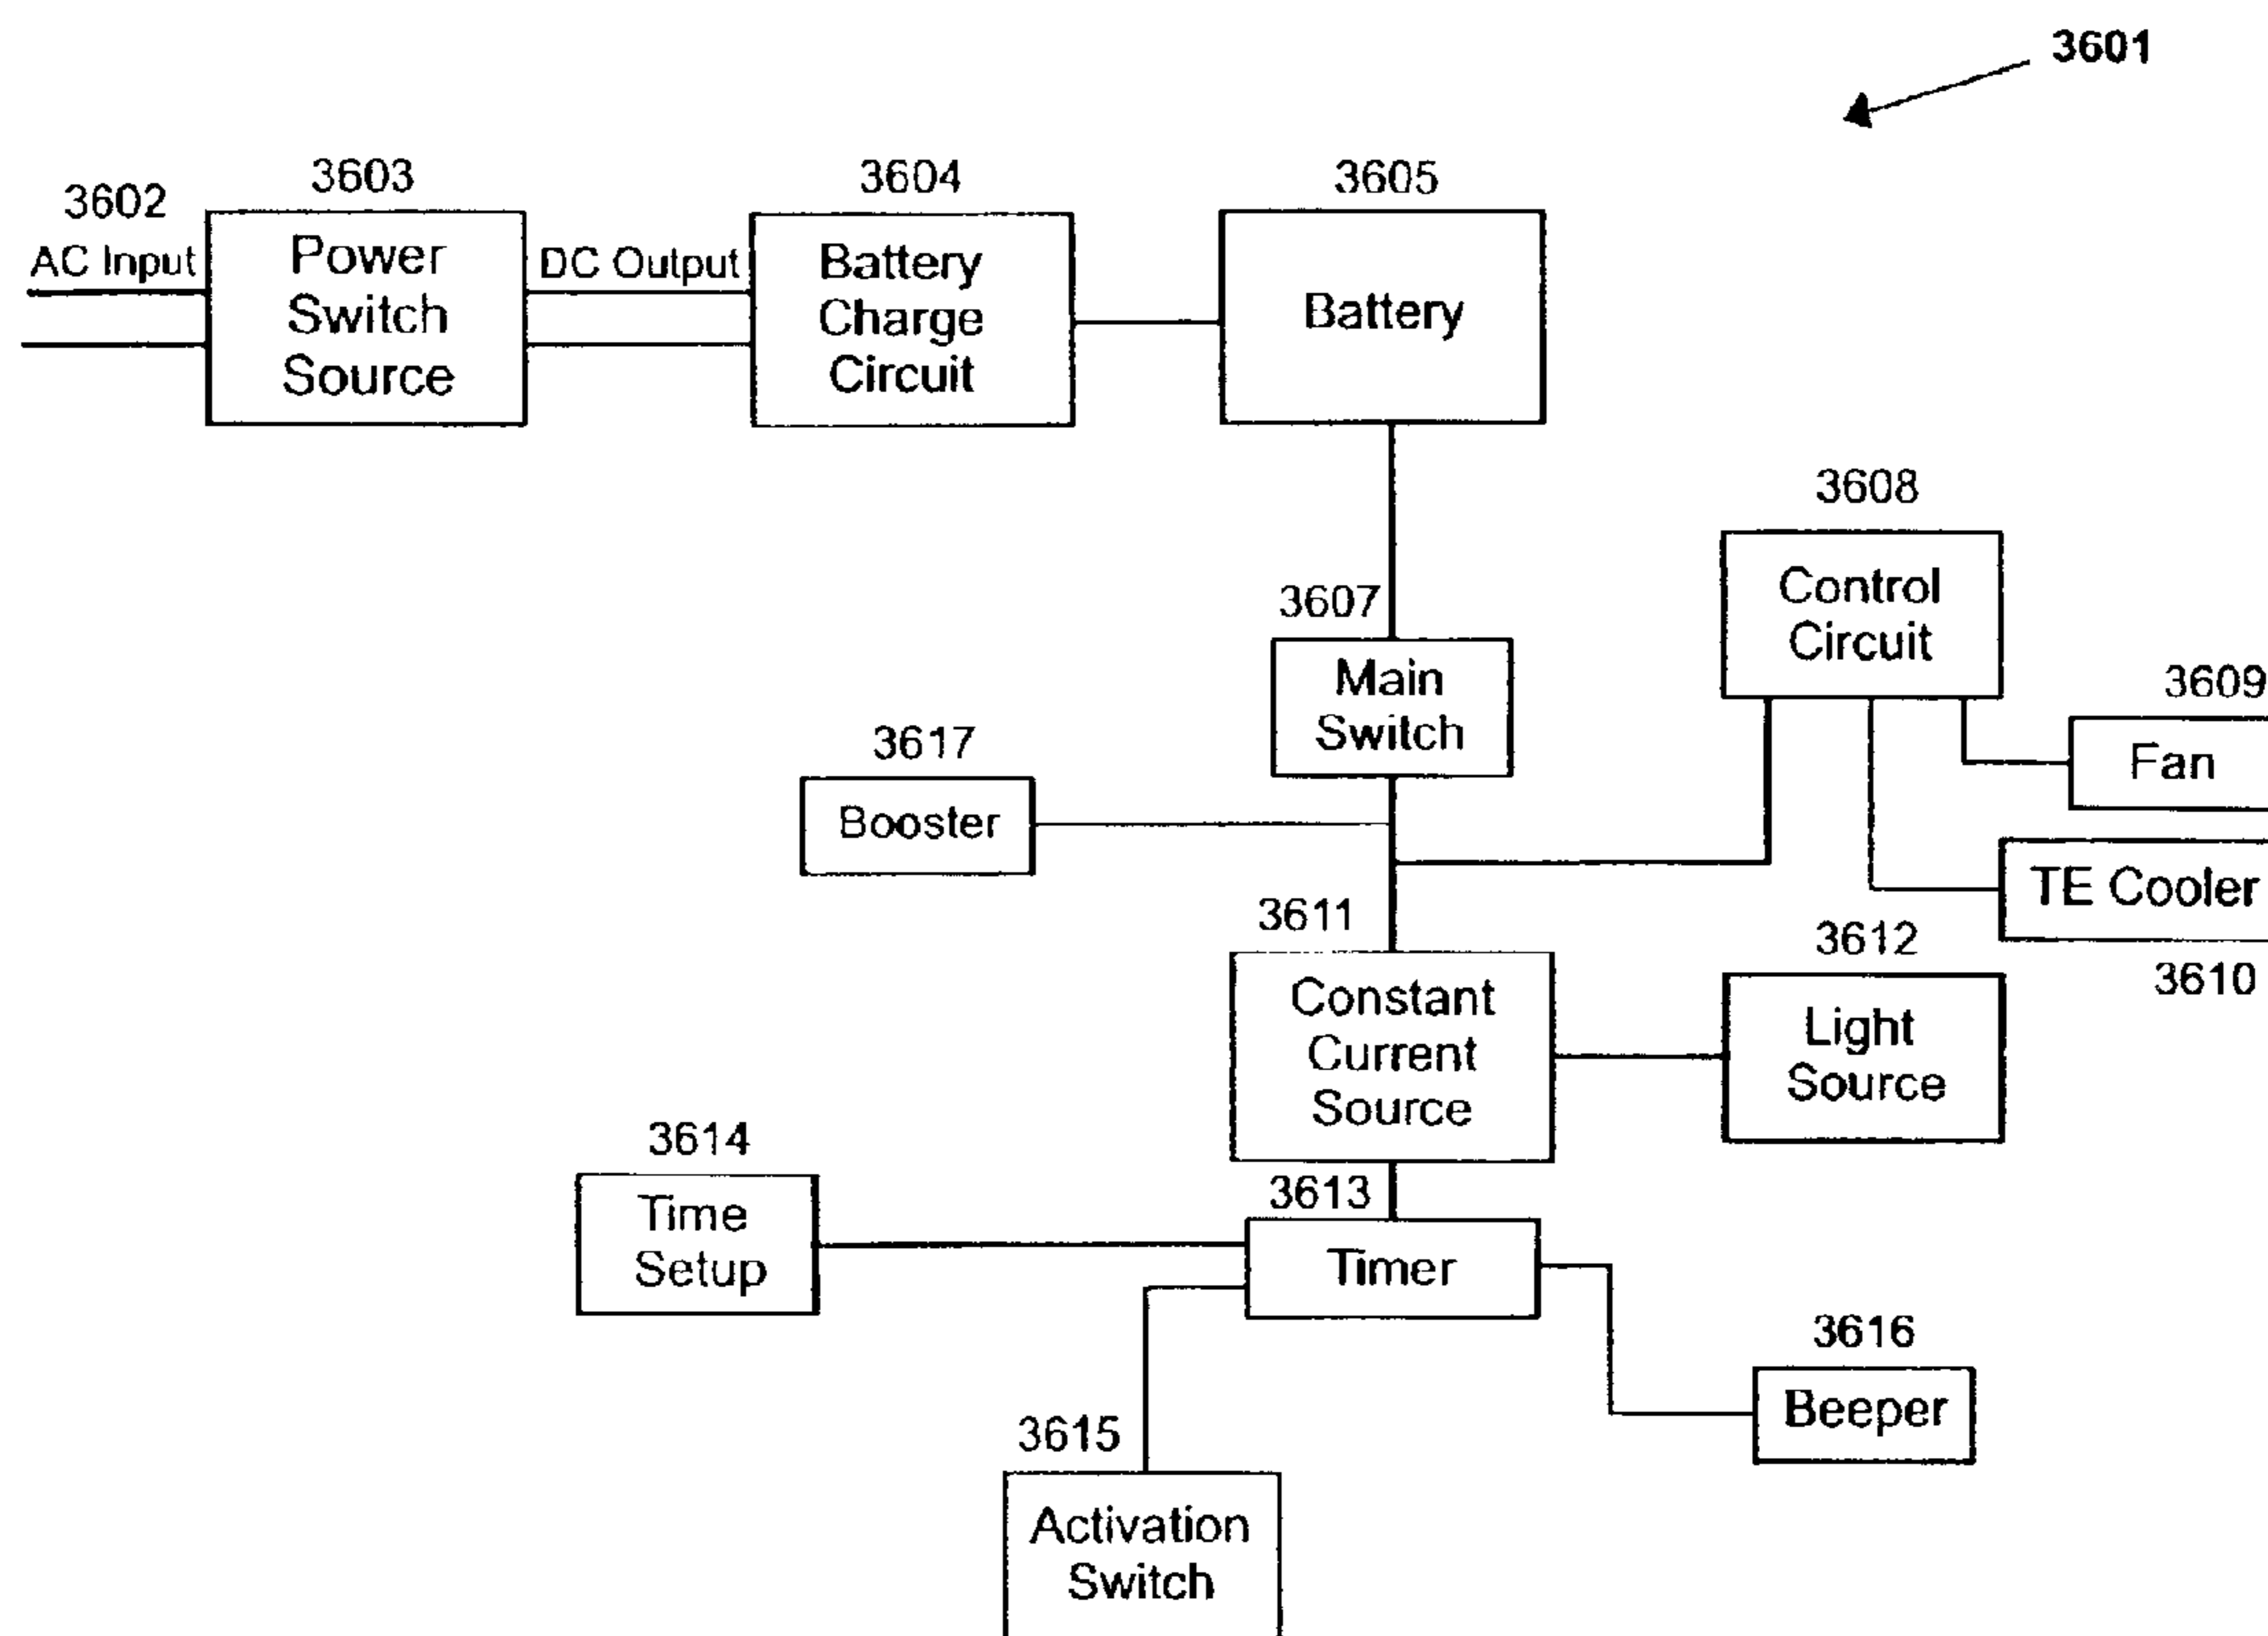 3601
3602
AC Input
3603
Power
Switch
Source
DC Output
3604
Battery
Charge
Circuit
3605
Battery
3607
Main
Switch
3608
Control
Circuit
3609
Fan
TE Cooler
3610
3617
Booster
3611
Constant
Current
Source
3612
Light
Source
3613
Timer
3614
Time
Setup
3615
Activation
Switch
3616
Beeper